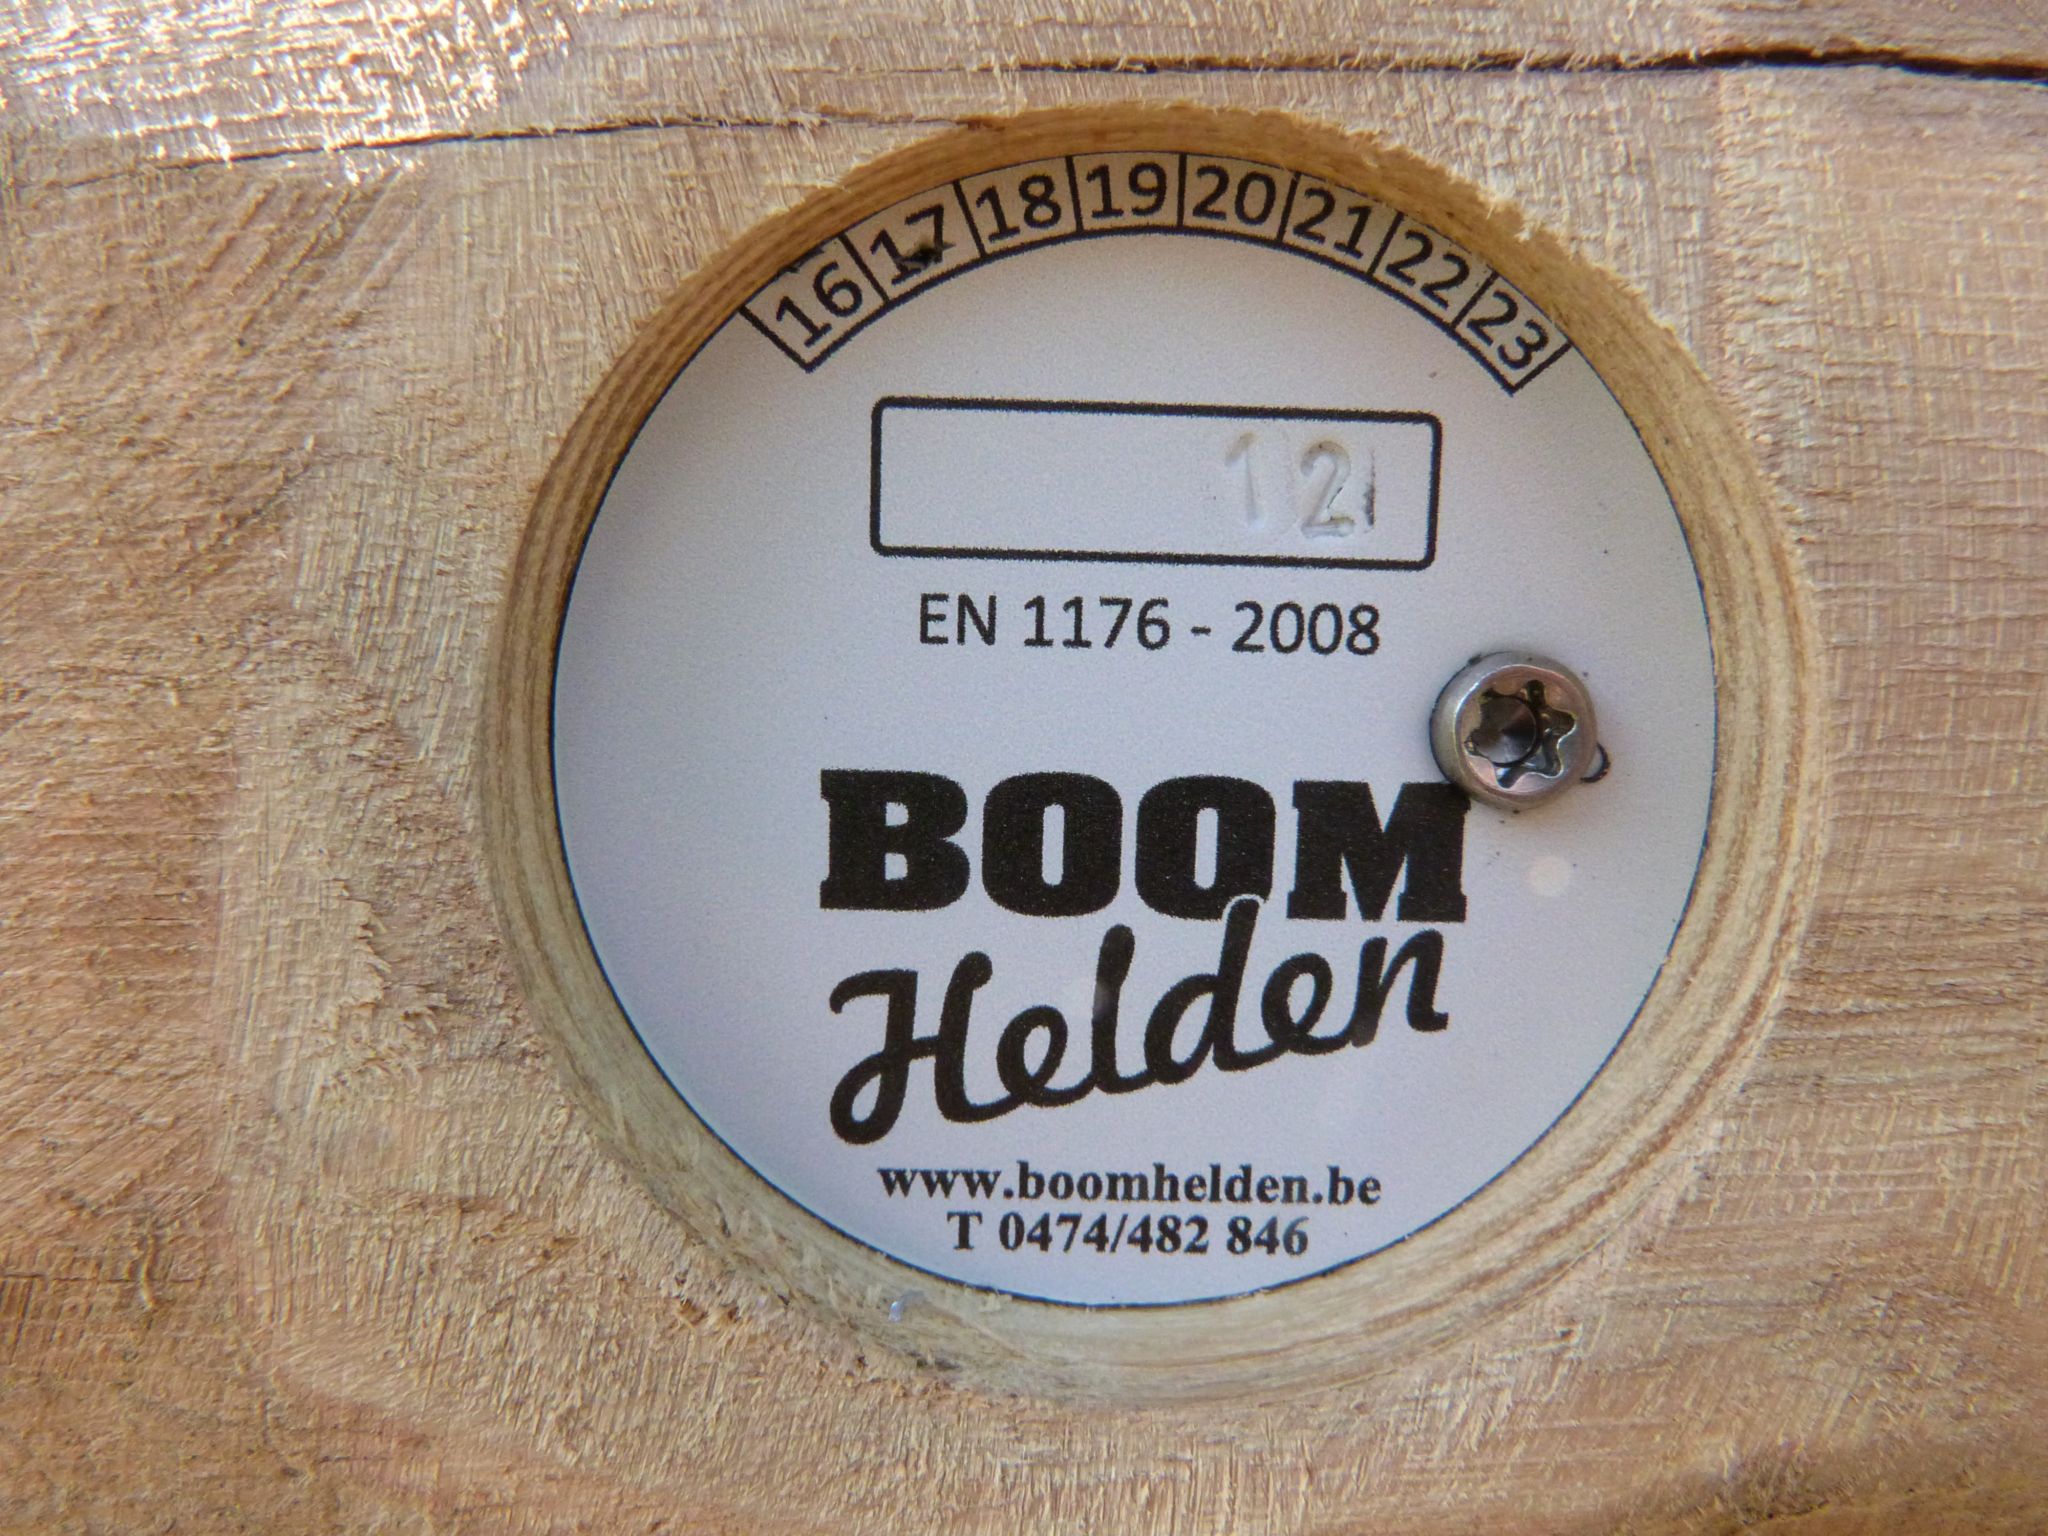 16 17 18 19 20 21 22 23
12
EN 1176 - 2008
BOOM
Helden
www.boomhelden.be
T 0474/482 846